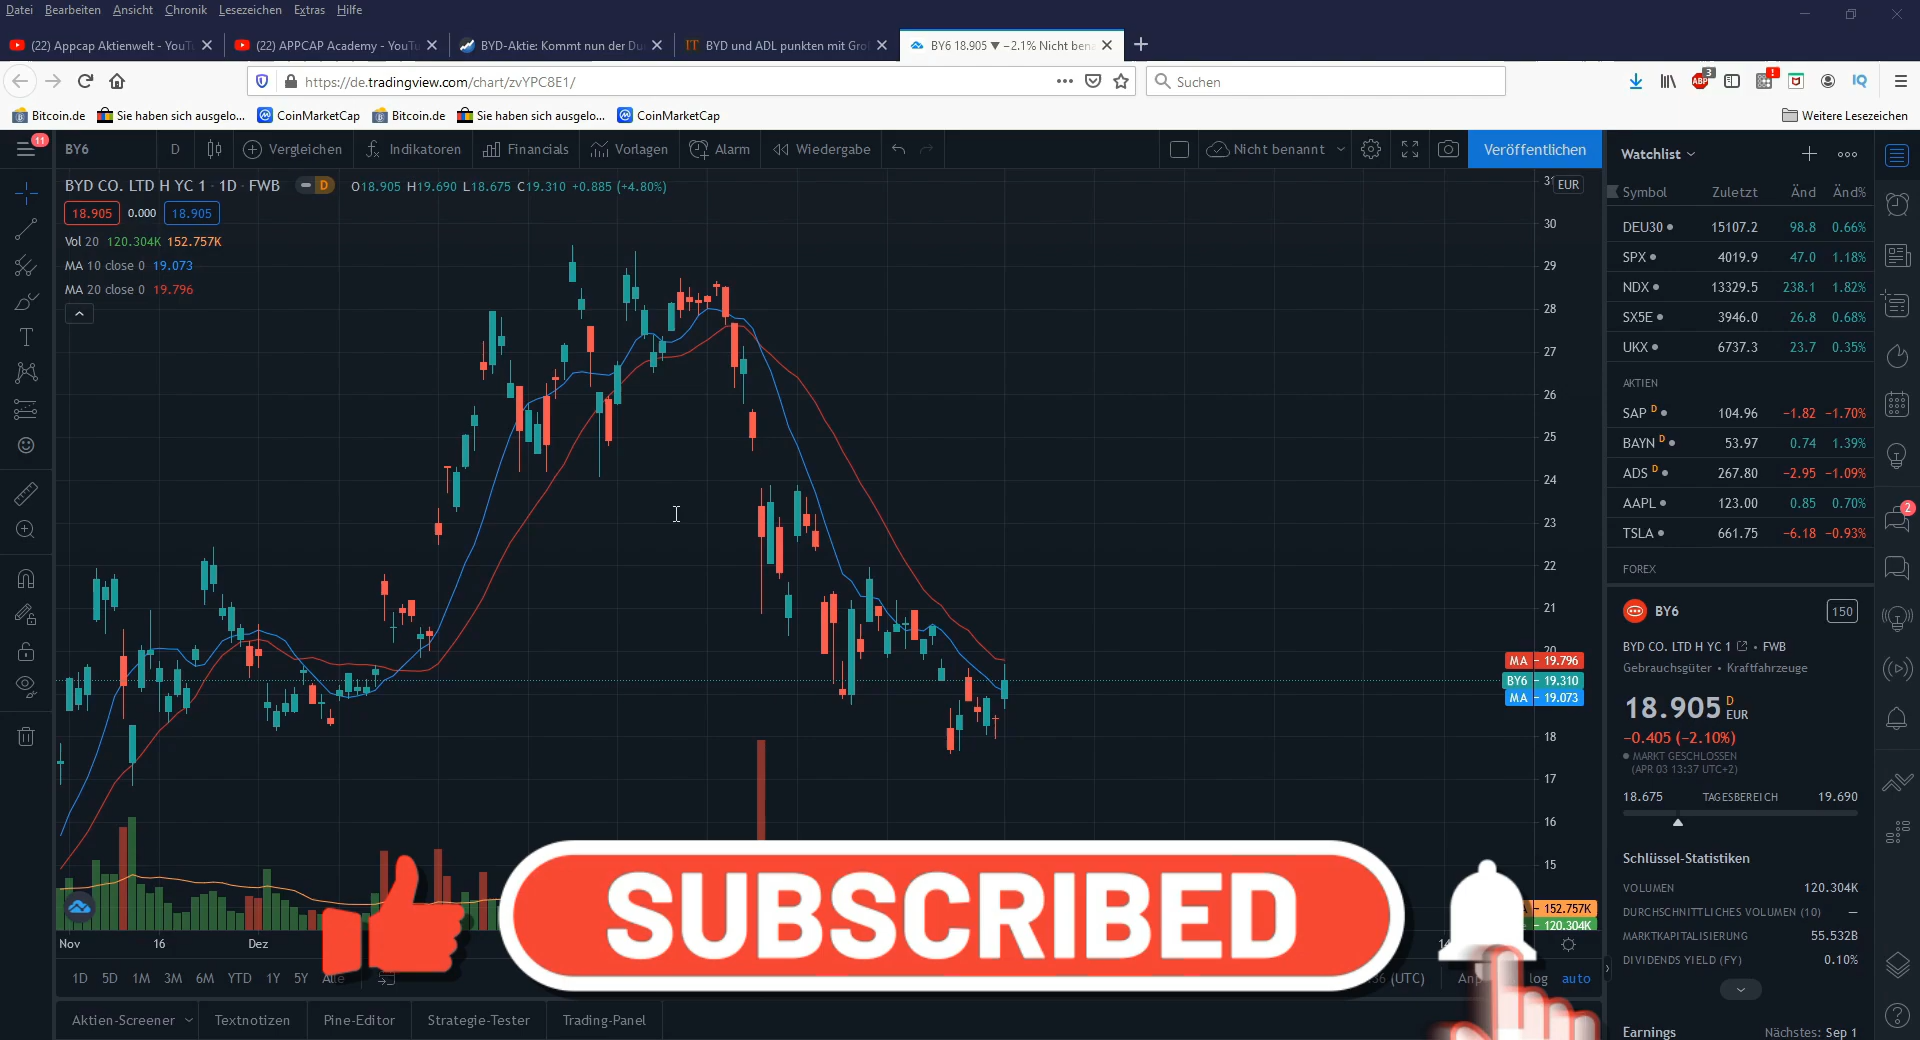 Datei Bearbeiten Ansicht Chronik Lesezeichen Extras Hilfe
(22) Appcap Aktienwelt - YouTu (22) APPCAP Academy - YouTu BYD-Aktie: Kommt nun der Du BYD und ADL punkten mit Gro BY6 18.905 ▼ −2.1% Nicht bena
https://de.tradingview.com/chart/zvYPC8E1/ Suchen
Bitcoin.de Sie haben sich ausgelo... CoinMarketCap Bitcoin.de Sie haben sich ausgelo... CoinMarketCap Weitere Lesezeichen
11 BY6 D Vergleichen Indikatoren Financials Vorlagen Alarm Wiedergabe Nicht benannt Veröffentlichen
BYD CO. LTD H YC 1 · 1D · FWB D O18.905 H19.690 L18.675 C19.310 +0.885 (+4.80%)
18.905 0.000 18.905
Vol 20 120.304K 152.757K
MA 10 close 0 19.073
MA 20 close 0 19.796
EUR
30
29
28
27
26
25
24
23
22
21
20
MA 19.796
BY6 19.310
MA 19.073
18
17
16
15
152.757K
120.304K
Nov 16 Dez
1D 5D 1M 3M 6M YTD 1Y 5Y Alle (UTC) log auto
SUBSCRIBED
Aktien-Screener Textnotizen Pine-Editor Strategie-Tester Trading-Panel
Watchlist
Symbol Zuletzt Änd Änd%
DEU30 15107.2 98.8 0.66%
SPX 4019.9 47.0 1.18%
NDX 13329.5 238.1 1.82%
SX5E 3946.0 26.8 0.68%
UKX 6737.3 23.7 0.35%
AKTIEN
SAP D 104.96 −1.82 −1.70%
BAYN D 53.97 0.74 1.39%
ADS D 267.80 −2.95 −1.09%
AAPL 123.00 0.85 0.70%
TSLA 661.75 −6.18 −0.93%
FOREX
BY6 150
BYD CO. LTD H YC 1 • FWB
Gebrauchsgüter • Kraftfahrzeuge
18.905 D EUR
−0.405 (−2.10%)
MARKT GESCHLOSSEN
(APR 03 13:37 UTC+2)
18.675 TAGESBEREICH 19.690
Schlüssel-Statistiken
VOLUMEN 120.304K
DURCHSCHNITTLICHES VOLUMEN (10) —
MARKTKAPITALISIERUNG 55.532B
DIVIDENDS YIELD (FY) 0.10%
Earnings Nächstes: Sep 1
2